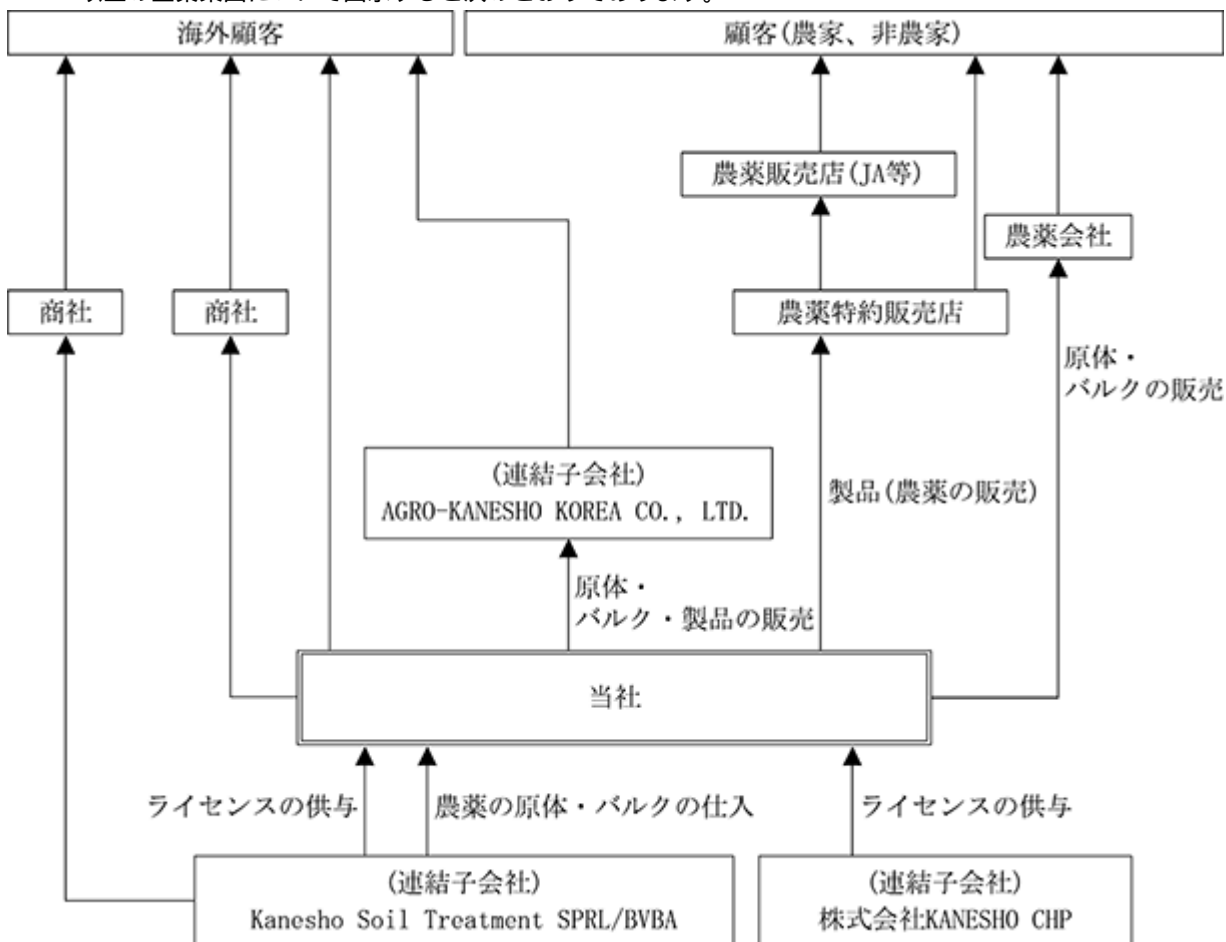 海外顧客
顧客(農家、非農家)
農薬販売店(JA等)
農薬会社
商社
商社
農薬特約販売店
原体・
バルクの販売
(連結子会社)
AGRO-KANESHO KOREA CO., LTD.
製品(農薬の販売)
原体・
バルク・製品の販売
当社
ライセンスの供与
農薬の原体・バルクの仕入
ライセンスの供与
(連結子会社)
Kanesho Soil Treatment SPRL/BVBA
(連結子会社)
株式会社KANESHO CHP